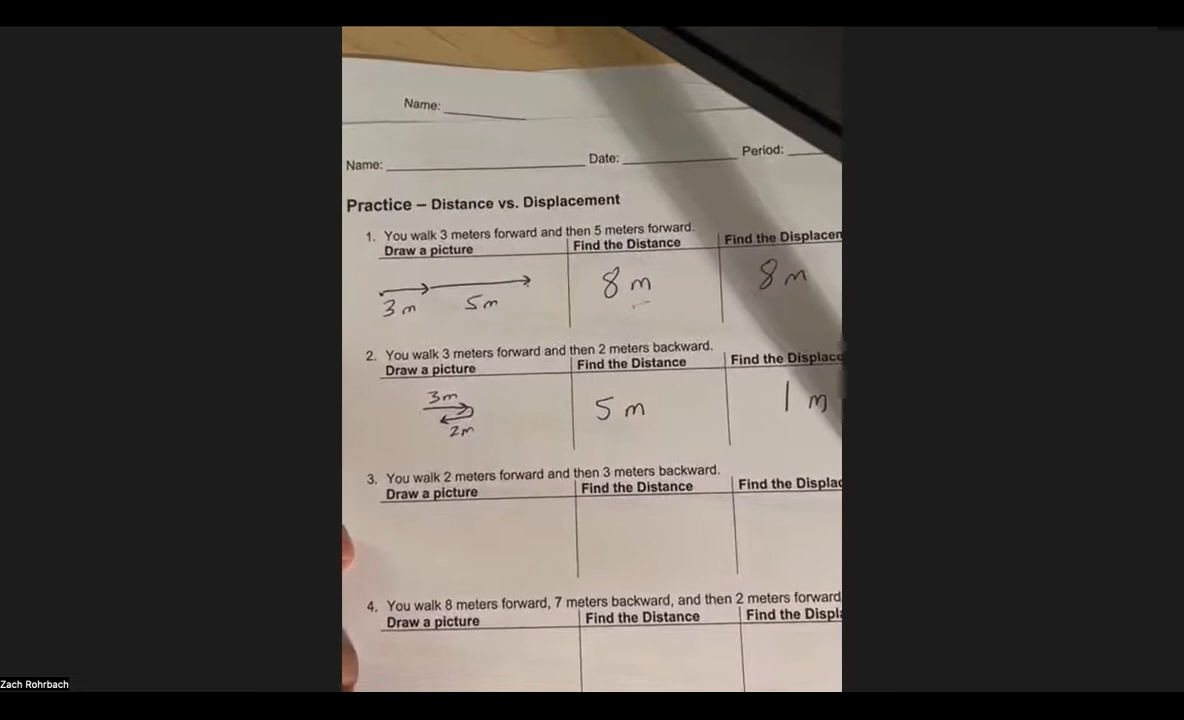 Name:
Name: Date: Period:
Practice – Distance vs. Displacement
1. You walk 3 meters forward and then 5 meters forward.
Draw a picture Find the Distance Find the Displacem
3 m 5 m 8 m 8 m
2. You walk 3 meters forward and then 2 meters backward.
Draw a picture Find the Distance Find the Displace
3m
2m 5 m 1 m
3. You walk 2 meters forward and then 3 meters backward.
Draw a picture Find the Distance Find the Displac
4. You walk 8 meters forward, 7 meters backward, and then 2 meters forward
Draw a picture Find the Distance Find the Displa
Zach Rohrbach